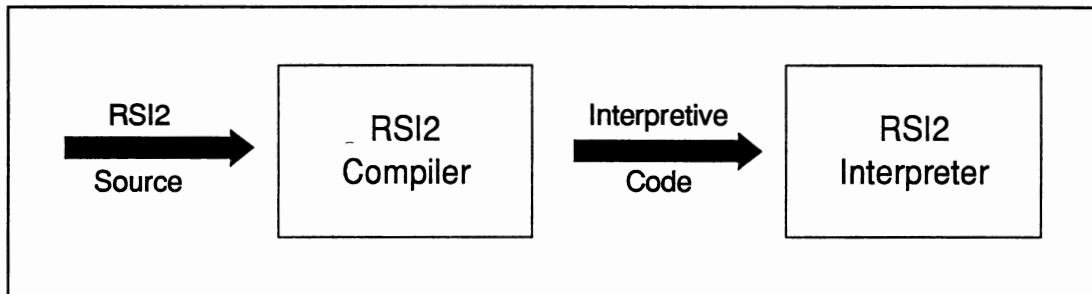 RSI2
Source
RSI2
Compiler
Interpretive
Code
RSI2
Interpreter